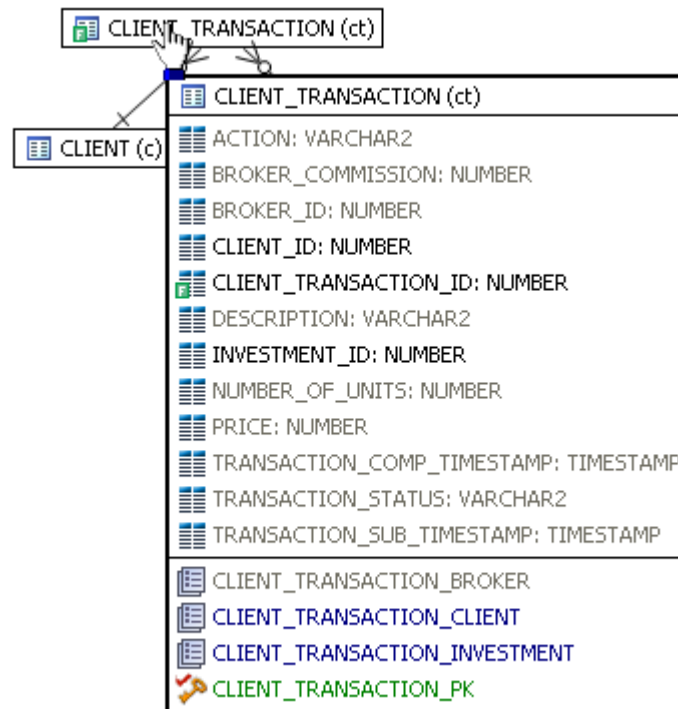 CLIENT_TRANSACTION (ct)
CLIENT_TRANSACTION (ct)
CLIENT (c)
ACTION: VARCHAR2
BROKER_COMMISSION: NUMBER
BROKER_ID: NUMBER
CLIENT_ID: NUMBER
F CLIENT_TRANSACTION_ID: NUMBER
DESCRIPTION: VARCHAR2
INVESTMENT_ID: NUMBER
NUMBER_OF_UNITS: NUMBER
PRICE: NUMBER
TRANSACTION_COMP_TIMESTAMP: TIMESTAMP
TRANSACTION_STATUS: VARCHAR2
TRANSACTION_SUB_TIMESTAMP: TIMESTAMP
CLIENT_TRANSACTION_BROKER
CLIENT_TRANSACTION_CLIENT
CLIENT_TRANSACTION_INVESTMENT
CLIENT_TRANSACTION_PK